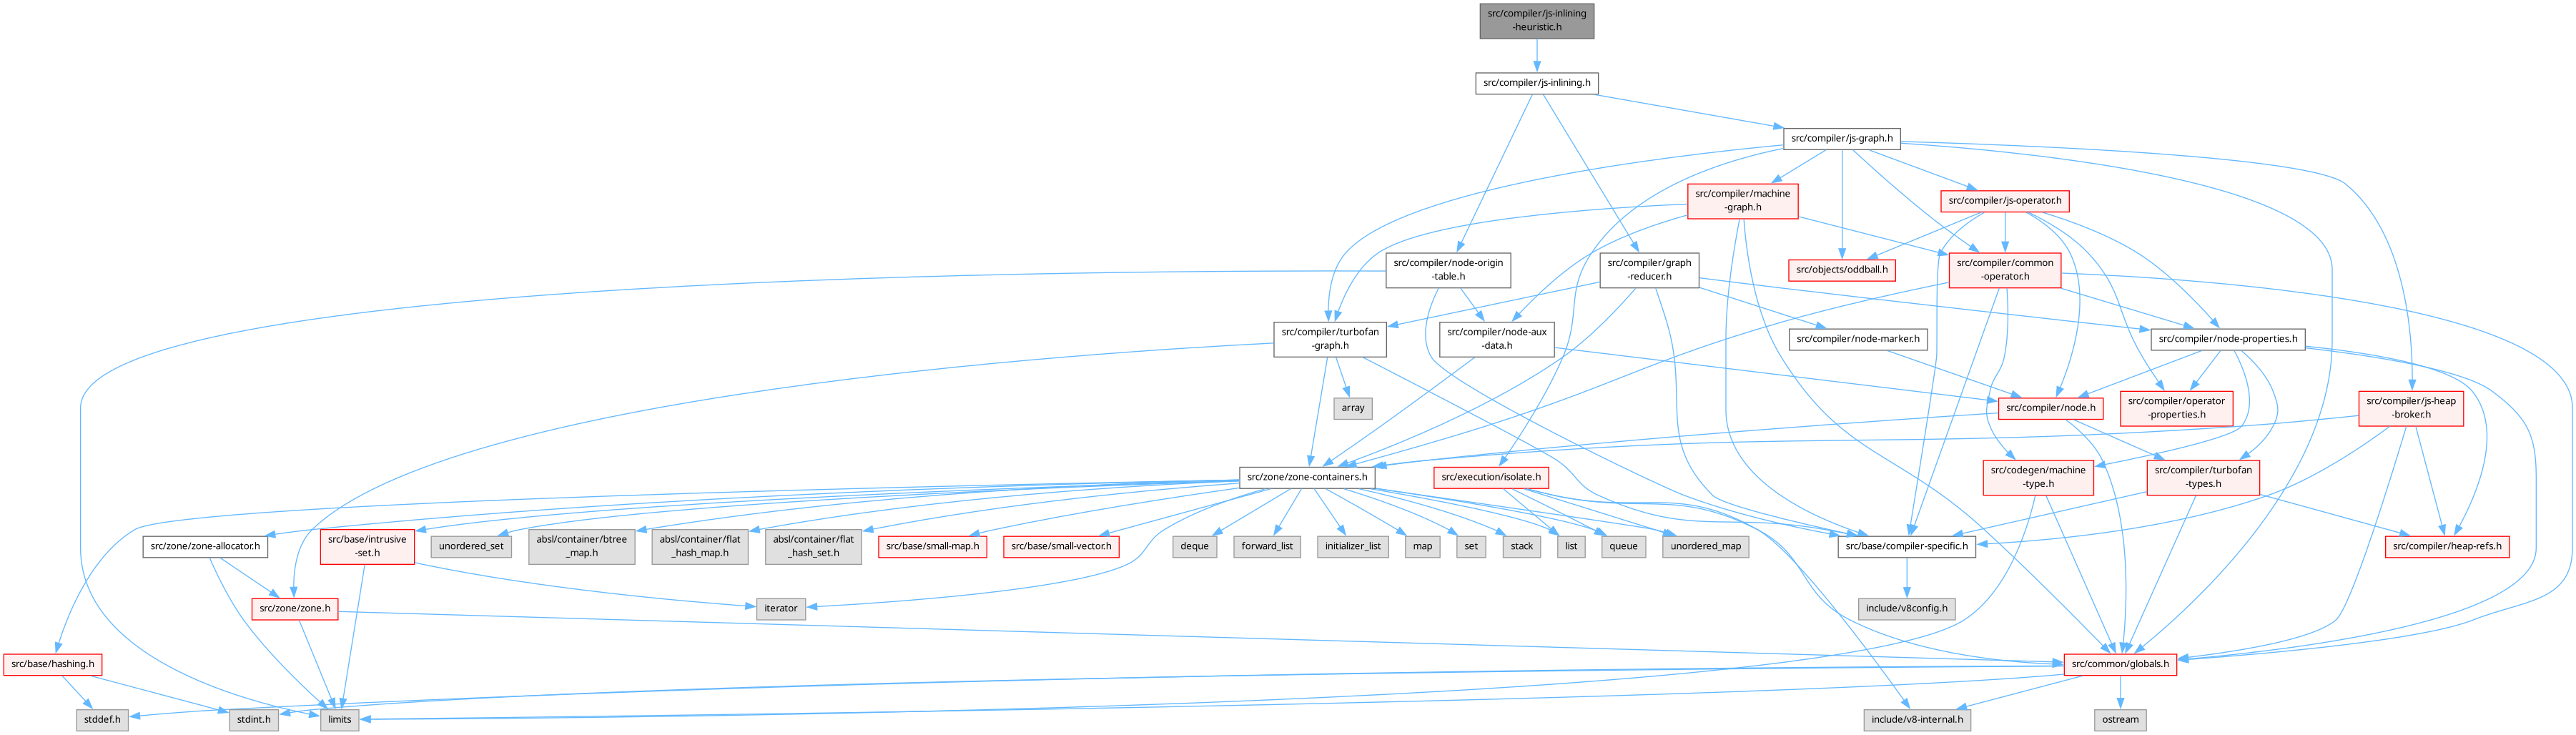 src/compiler/js-inlining
-heuristic.h
src/compiler/js-inlining.h
src/compiler/js-graph.h
src/compiler/machine
-graph.h
src/compiler/js-operator.h
src/compiler/node-origin
-table.h
src/compiler/graph
-reducer.h
src/objects/oddball.h
src/compiler/common
-operator.h
src/compiler/turbofan
-graph.h
src/compiler/node-aux
-data.h
src/compiler/node-marker.h
src/compiler/node-properties.h
array
src/compiler/node.h
src/compiler/operator
-properties.h
src/compiler/js-heap
-broker.h
src/zone/zone-containers.h
src/execution/isolate.h
src/codegen/machine
-type.h
src/compiler/turbofan
-types.h
src/zone/zone-allocator.h
src/base/intrusive
-set.h
unordered_set
absl/container/btree
_map.h
absl/container/flat
_hash_map.h
absl/container/flat
_hash_set.h
src/base/small-map.h
src/base/small-vector.h
deque
forward_list
initializer_list
map
set
stack
list
queue
unordered_map
src/base/compiler-specific.h
src/compiler/heap-refs.h
src/zone/zone.h
iterator
include/v8config.h
src/base/hashing.h
src/common/globals.h
stddef.h
stdint.h
limits
include/v8-internal.h
ostream